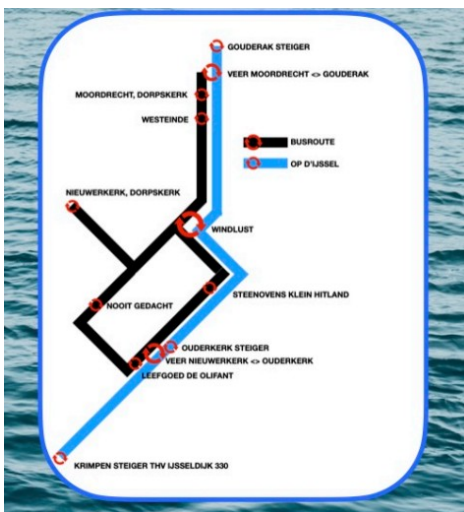 GOUDERAK STEIGER
VEER MOORDRECHT <> GOUDERAK
MOORDRECHT, DORPSKERK
WESTEINDE
BUSROUTE
OP D'IJSSEL
NIEUWERKERK, DORPSKERK
WINDLUST
STEENOVENS KLEIN HITLAND
NOOIT GEDACHT
OUDERKERK STEIGER
VEER NIEUWERKERK <> OUDERKERK
LEEFGOED DE OLIFANT
KRIMPEN STEIGER THV IJSSELDIJK 330